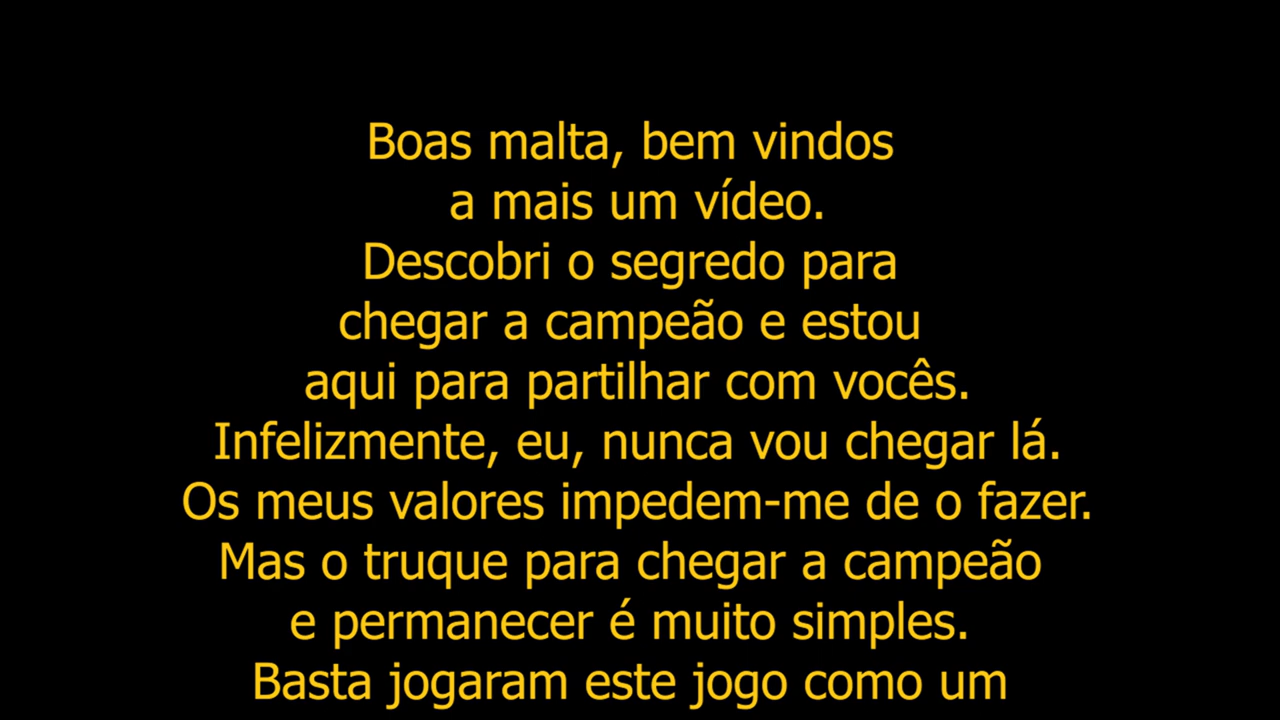 Boas malta, bem vindos
a mais um vídeo.
Descobri o segredo para
chegar a campeão e estou
aqui para partilhar com vocês.
Infelizmente, eu, nunca vou chegar lá.
Os meus valores impedem-me de o fazer.
Mas o truque para chegar a campeão
e permanecer é muito simples.
Basta jogaram este jogo como um